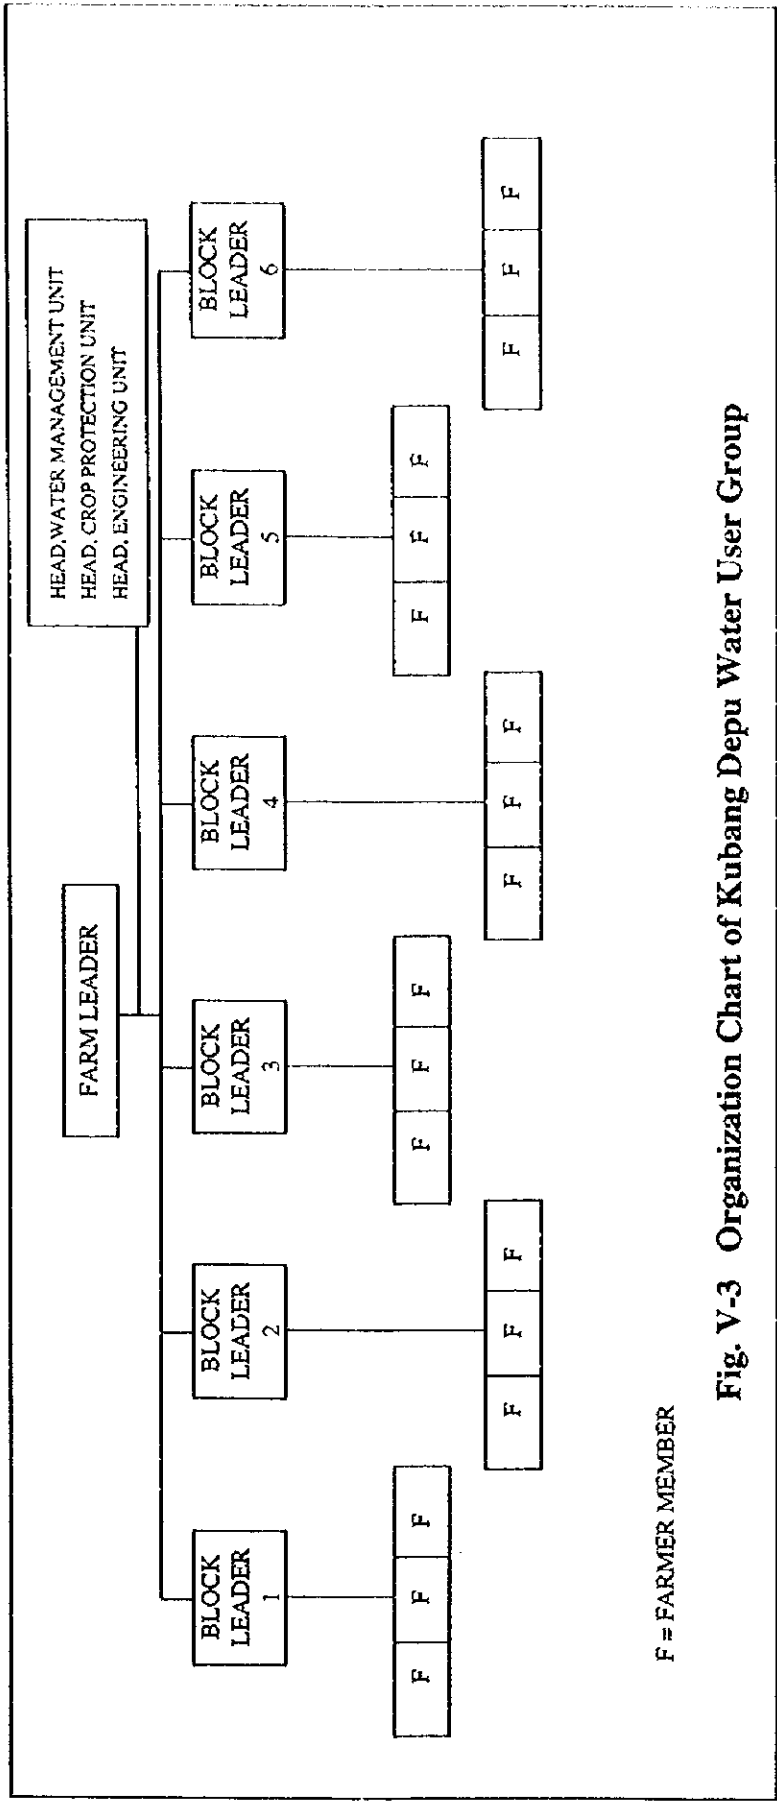 FARM LEADER
HEAD,WATER MANAGEMENT UNIT
HEAD, CROP PROTECTION UNIT
HEAD, ENGINEERING UNIT
BLOCK
LEADER
1
BLOCK
LEADER
2
BLOCK
LEADER
3
BLOCK
LEADER
4
BLOCK
LEADER
5
BLOCK
LEADER
6
F F F
F F F
F F F
F F F
F F F
F F F
F = FARMER MEMBER
Fig. V-3 Organization Chart of Kubang Depu Water User Group